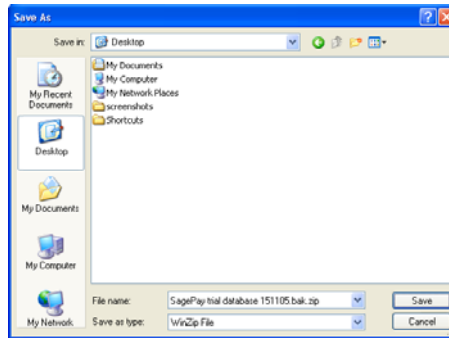 Save As
Save in: Desktop
My Documents
My Computer
My Network Places
screenshots
Shortcuts
My Recent
Documents
Desktop
My Documents
My Computer
My Network
File name: SagePay trial database 151105.bak.zip Save
Save as type: WinZip File Cancel